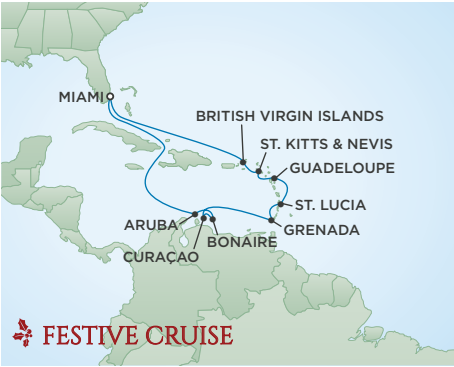 MIAMI
BRITISH VIRGIN ISLANDS
ST. KITTS & NEVIS
GUADELOUPE
ST. LUCIA
GRENADA
ARUBA
BONAIRE
CURAÇAO
FESTIVE CRUISE